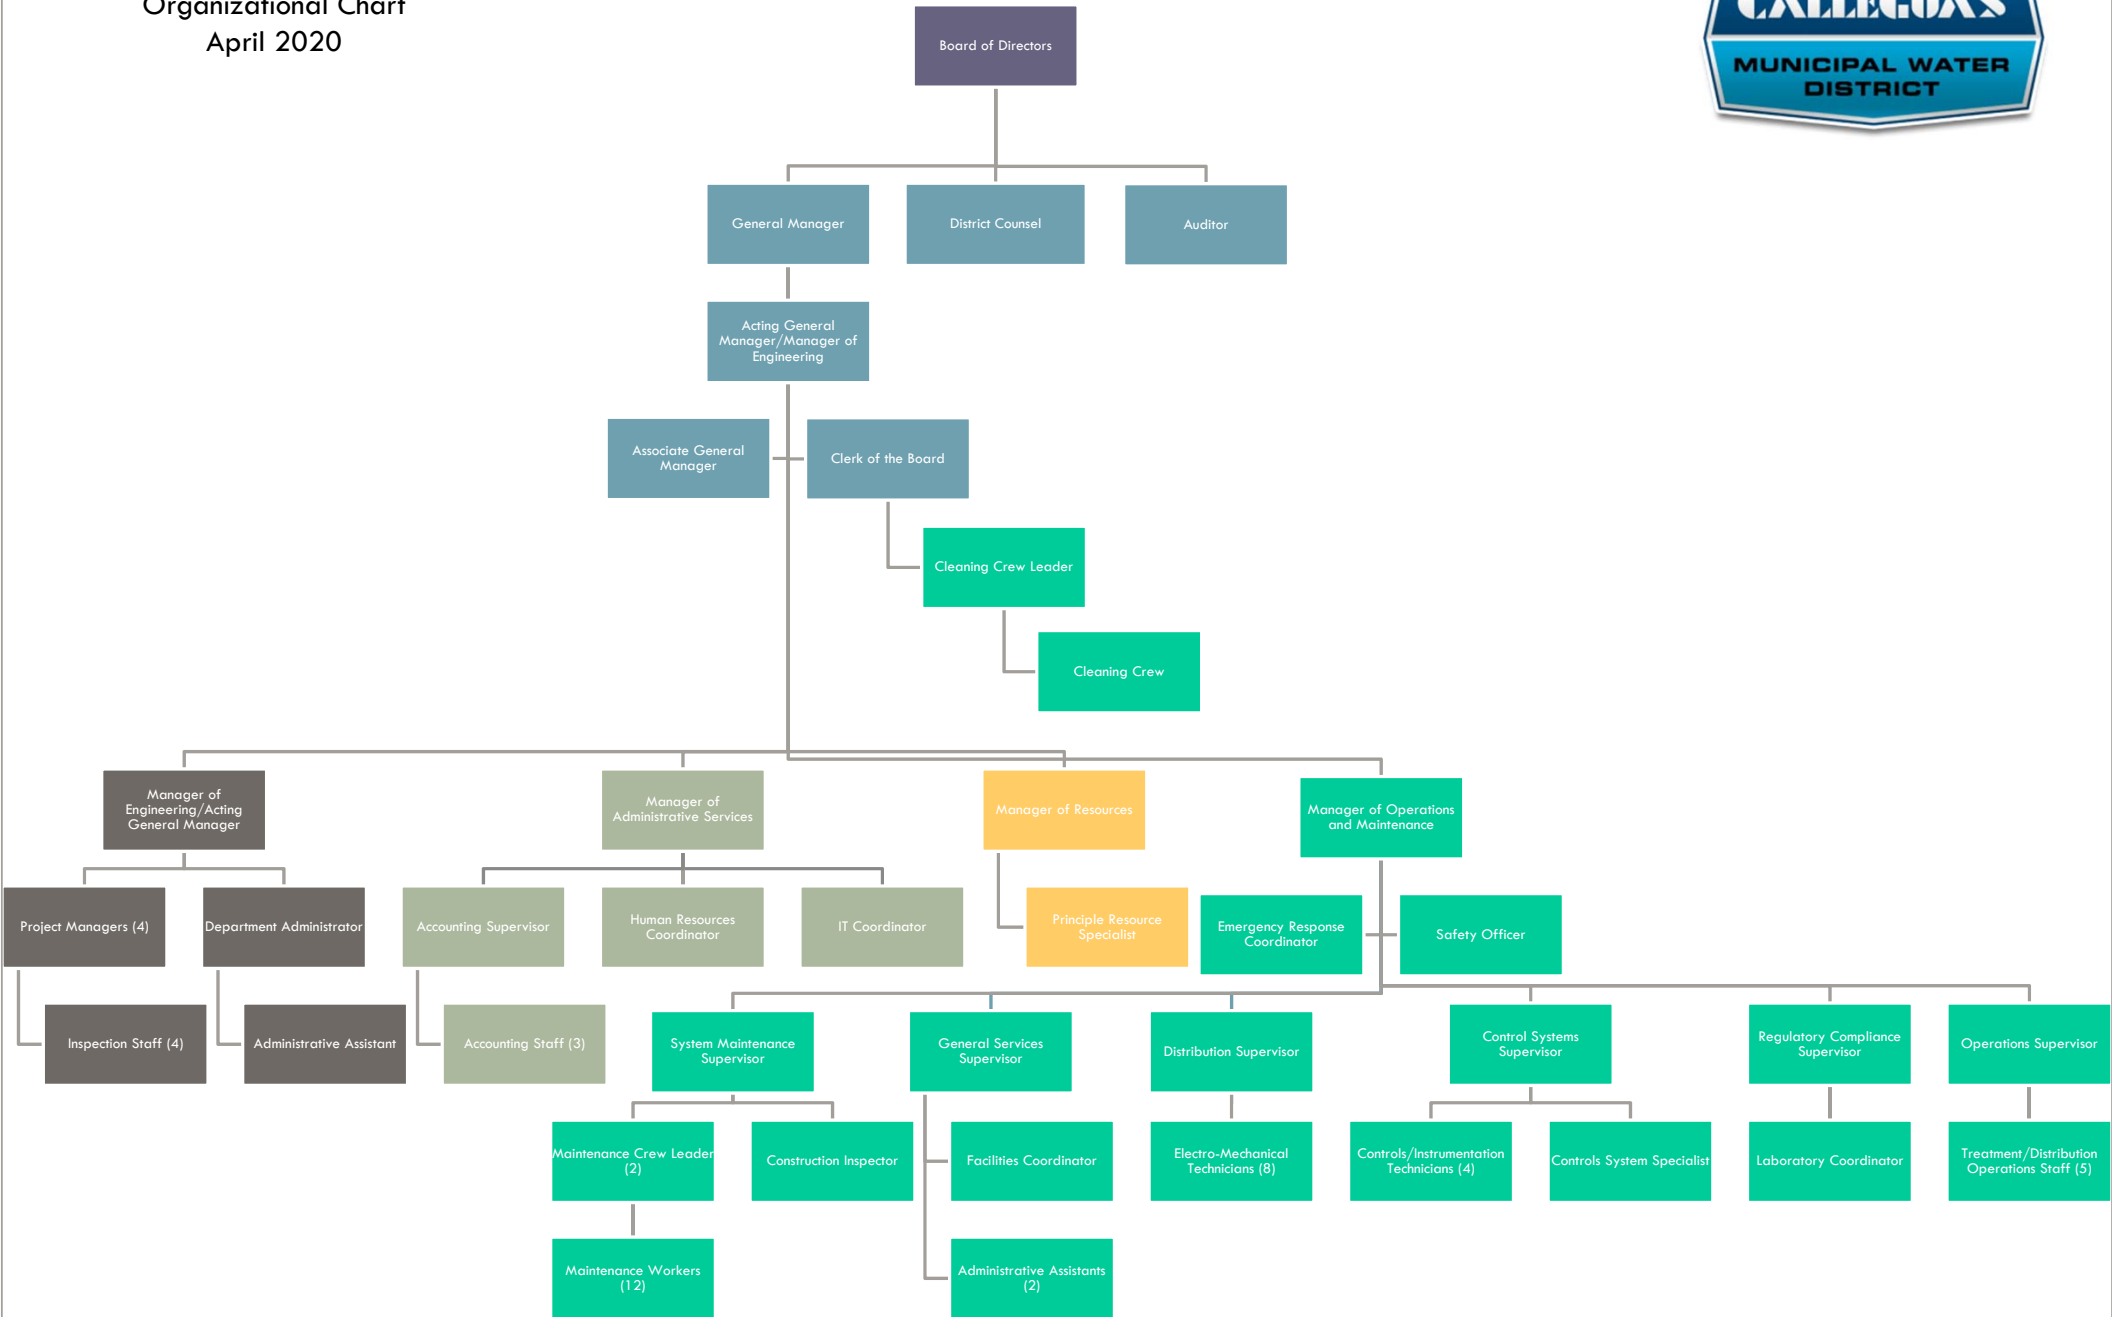 Organizational Chart
April 2020
CALLEGUAS
MUNICIPAL WATER
DISTRICT
Board of Directors
General Manager
District Counsel
Auditor
Acting General
Manager/Manager of
Engineering
Associate General
Manager
Clerk of the Board
Cleaning Crew Leader
Cleaning Crew
Manager of
Engineering/Acting
General Manager
Manager of
Administrative Services
Manager of Resources
Manager of Operations
and Maintenance
Project Managers (4)
Department Administrator
Accounting Supervisor
Human Resources
Coordinator
IT Coordinator
Principle Resource
Specialist
Emergency Response
Coordinator
Safety Officer
Inspection Staff (4)
Administrative Assistant
Accounting Staff (3)
System Maintenance
Supervisor
General Services
Supervisor
Distribution Supervisor
Control Systems
Supervisor
Regulatory Compliance
Supervisor
Operations Supervisor
Maintenance Crew Leader
(2)
Construction Inspector
Facilities Coordinator
Electro-Mechanical
Technicians (8)
Controls/Instrumentation
Technicians (4)
Controls System Specialist
Laboratory Coordinator
Treatment/Distribution
Operations Staff (5)
Maintenance Workers
(12)
Administrative Assistants
(2)